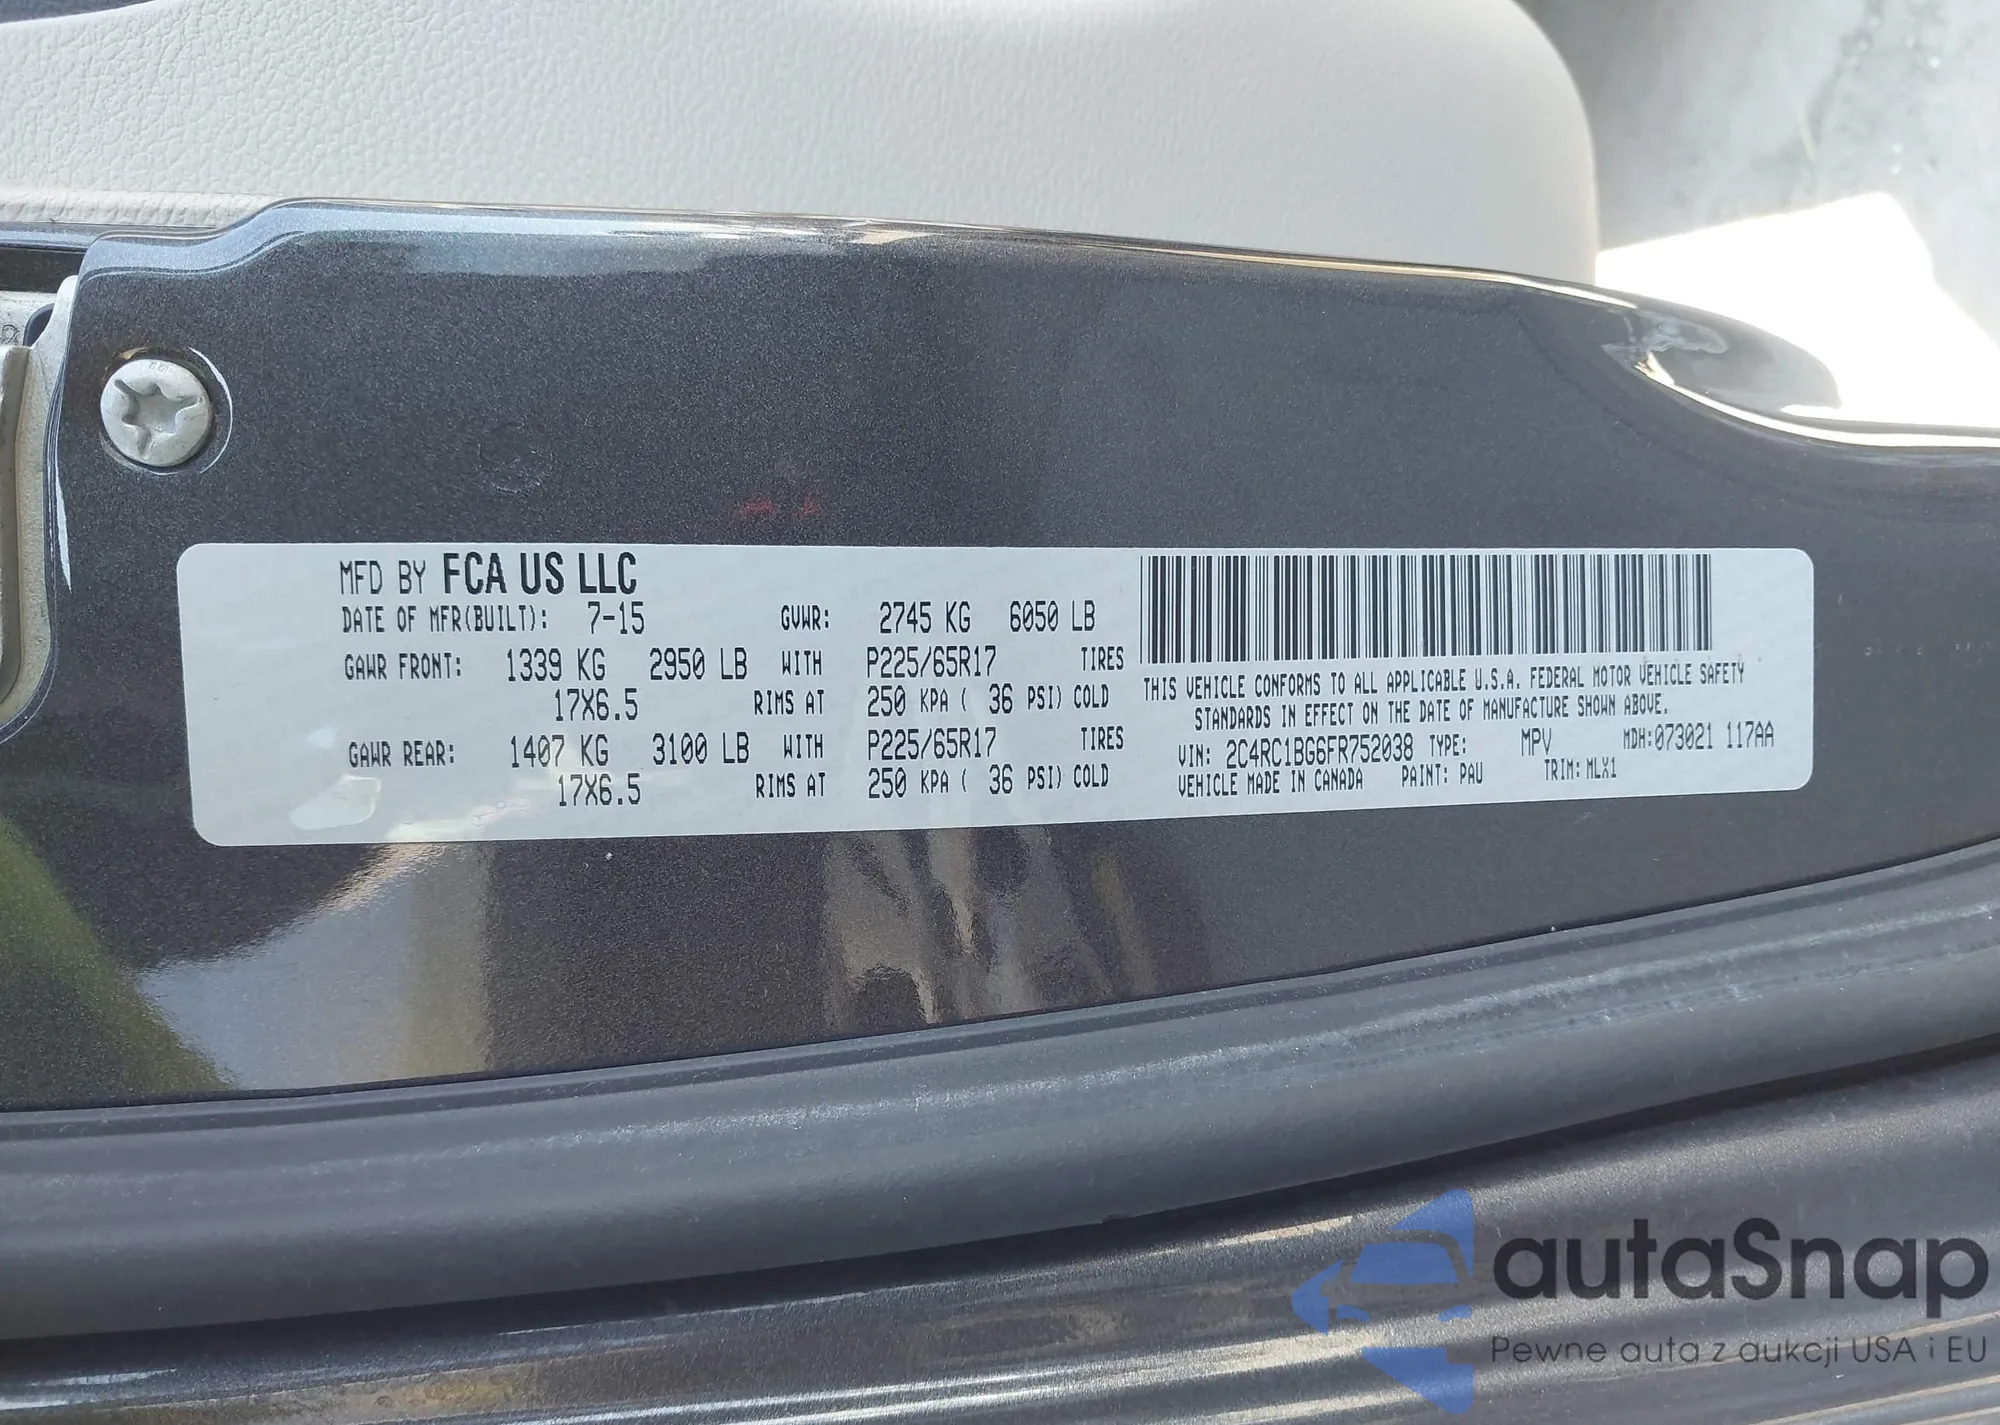 MFD BY FCA US LLC
DATE OF MFR(BUILT): 7-15 GVWR: 2745 KG 6050 LB
GAWR FRONT: 1339 KG 2950 LB WITH P225/65R17 TIRES
17X6.5 RIMS AT 250 KPA ( 36 PSI) COLD
GAWR REAR: 1407 KG 3100 LB WITH P225/65R17 TIRES
17X6.5 RIMS AT 250 KPA ( 36 PSI) COLD
THIS VEHICLE CONFORMS TO ALL APPLICABLE U.S.A. FEDERAL MOTOR VEHICLE SAFETY
STANDARDS IN EFFECT ON THE DATE OF MANUFACTURE SHOWN ABOVE.
VIN: 2C4RC1BG6FR752038 TYPE: MPV MDH:073021 117AA
VEHICLE MADE IN CANADA PAINT: PAU TRIM: MLX1
autaSnap
Pewne auta z aukcji USA i EU